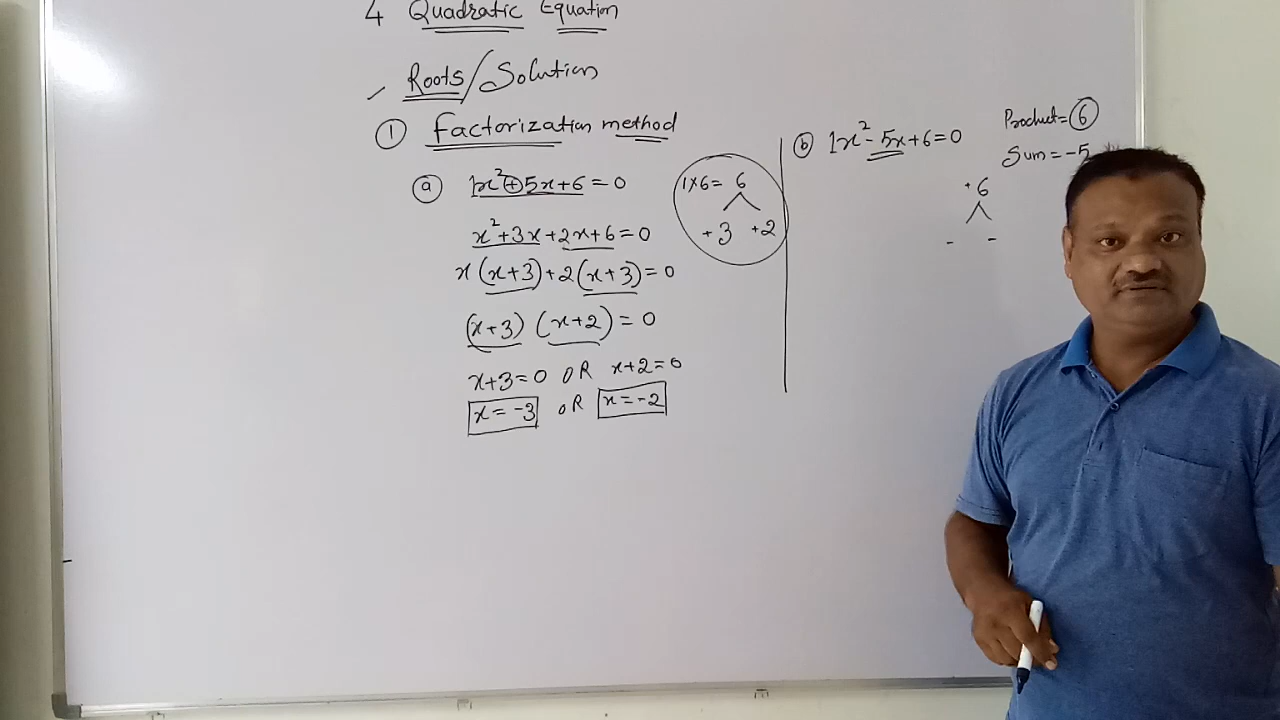 4 Quadratic Equation
Roots/Solution
① Factorization method
ⓐ 1x²+5x+6=0
x²+3x+2x+6=0
x(x+3)+2(x+3)=0
(x+3) (x+2)=0
x+3=0 OR x+2=0
x=-3 OR x=-2
1×6= 6
+3 +2
ⓑ 1x²-5x+6=0
Product=6
Sum=-5
+6
- -